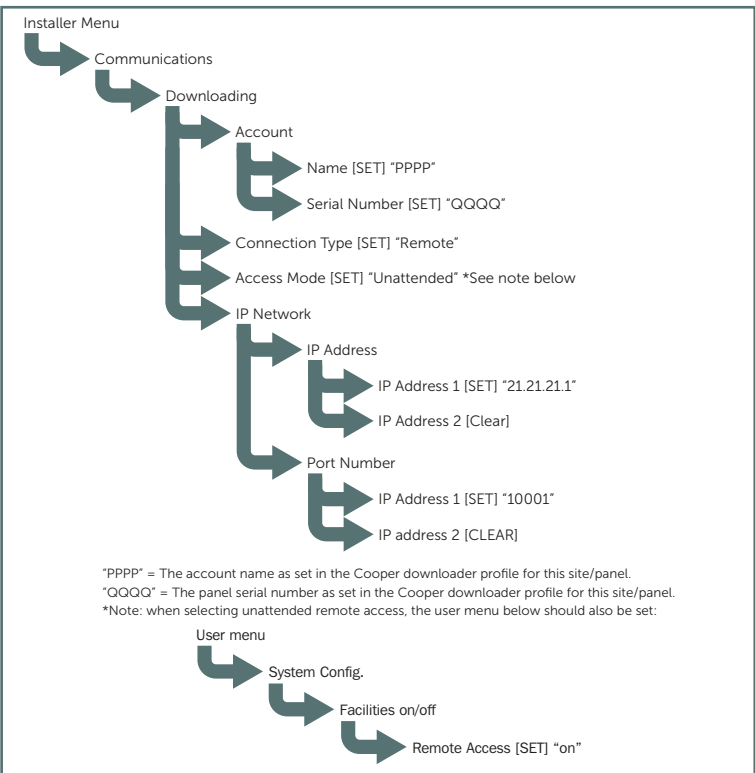 Installer Menu
Communications
Downloading
Account
Name [SET] “PPPP”
Serial Number [SET] “QQQQ”
Connection Type [SET] “Remote”
Access Mode [SET] “Unattended” *See note below
IP Network
IP Address
IP Address 1 [SET] “21.21.21.1”
IP Address 2 [Clear]
Port Number
IP Address 1 [SET] “10001”
IP address 2 [CLEAR]
“PPPP” = The account name as set in the Cooper downloader profile for this site/panel.
“QQQQ” = The panel serial number as set in the Cooper downloader profile for this site/panel.
*Note: when selecting unattended remote access, the user menu below should also be set:
User menu
System Config.
Facilities on/off
Remote Access [SET] “on”